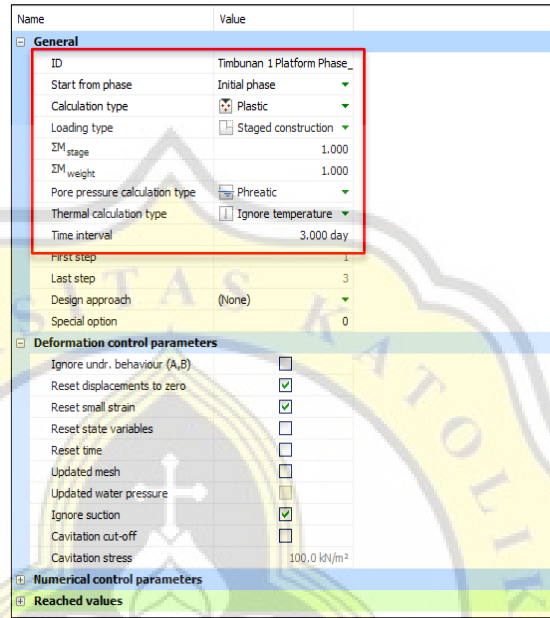 Name Value
General
ID Timbunan 1 Platform Phase_
Start from phase Initial phase
Calculation type Plastic
Loading type Staged construction
ΣM stage 1.000
ΣM weight 1.000
Pore pressure calculation type Phreatic
Thermal calculation type Ignore temperature
Time interval 3.000 day
First step 1
Last step 3
Design approach (None)
Special option 0
Deformation control parameters
Ignore undr. behaviour (A,B)
Reset displacements to zero
Reset small strain
Reset state variables
Reset time
Updated mesh
Updated water pressure
Ignore suction
Cavitation cut-off
Cavitation stress 100.0 kN/m²
Numerical control parameters
Reached values